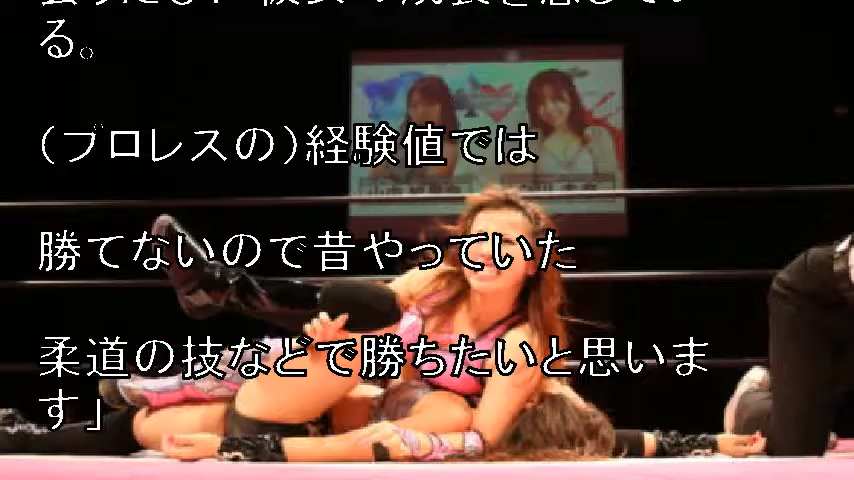 る。
（プロレスの）経験値では
勝てないので昔やっていた
柔道の技などで勝ちたいと思いま
す」